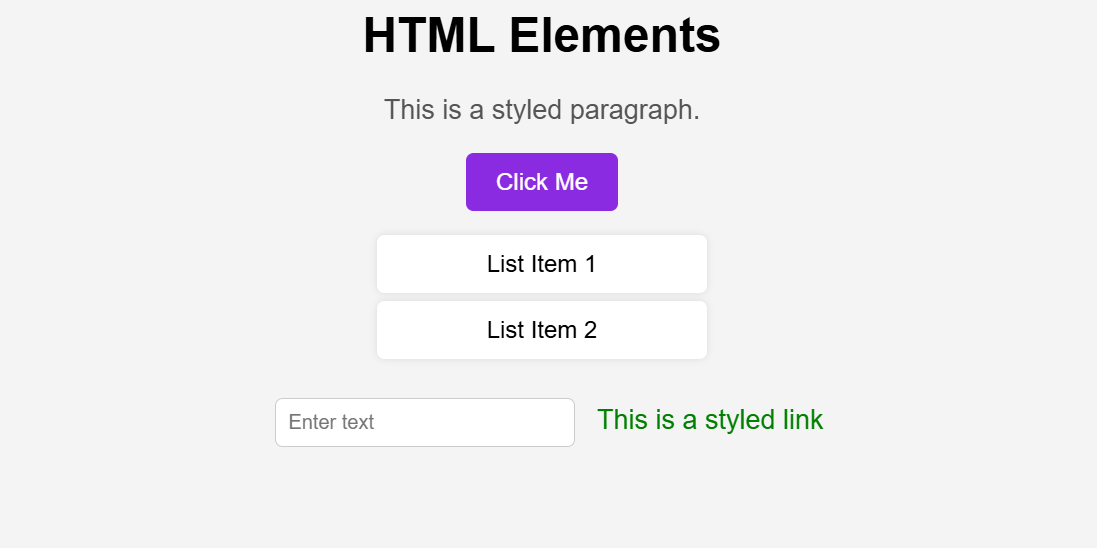 HTML Elements
This is a styled paragraph.
Click Me
List Item 1
List Item 2
Enter text This is a styled link